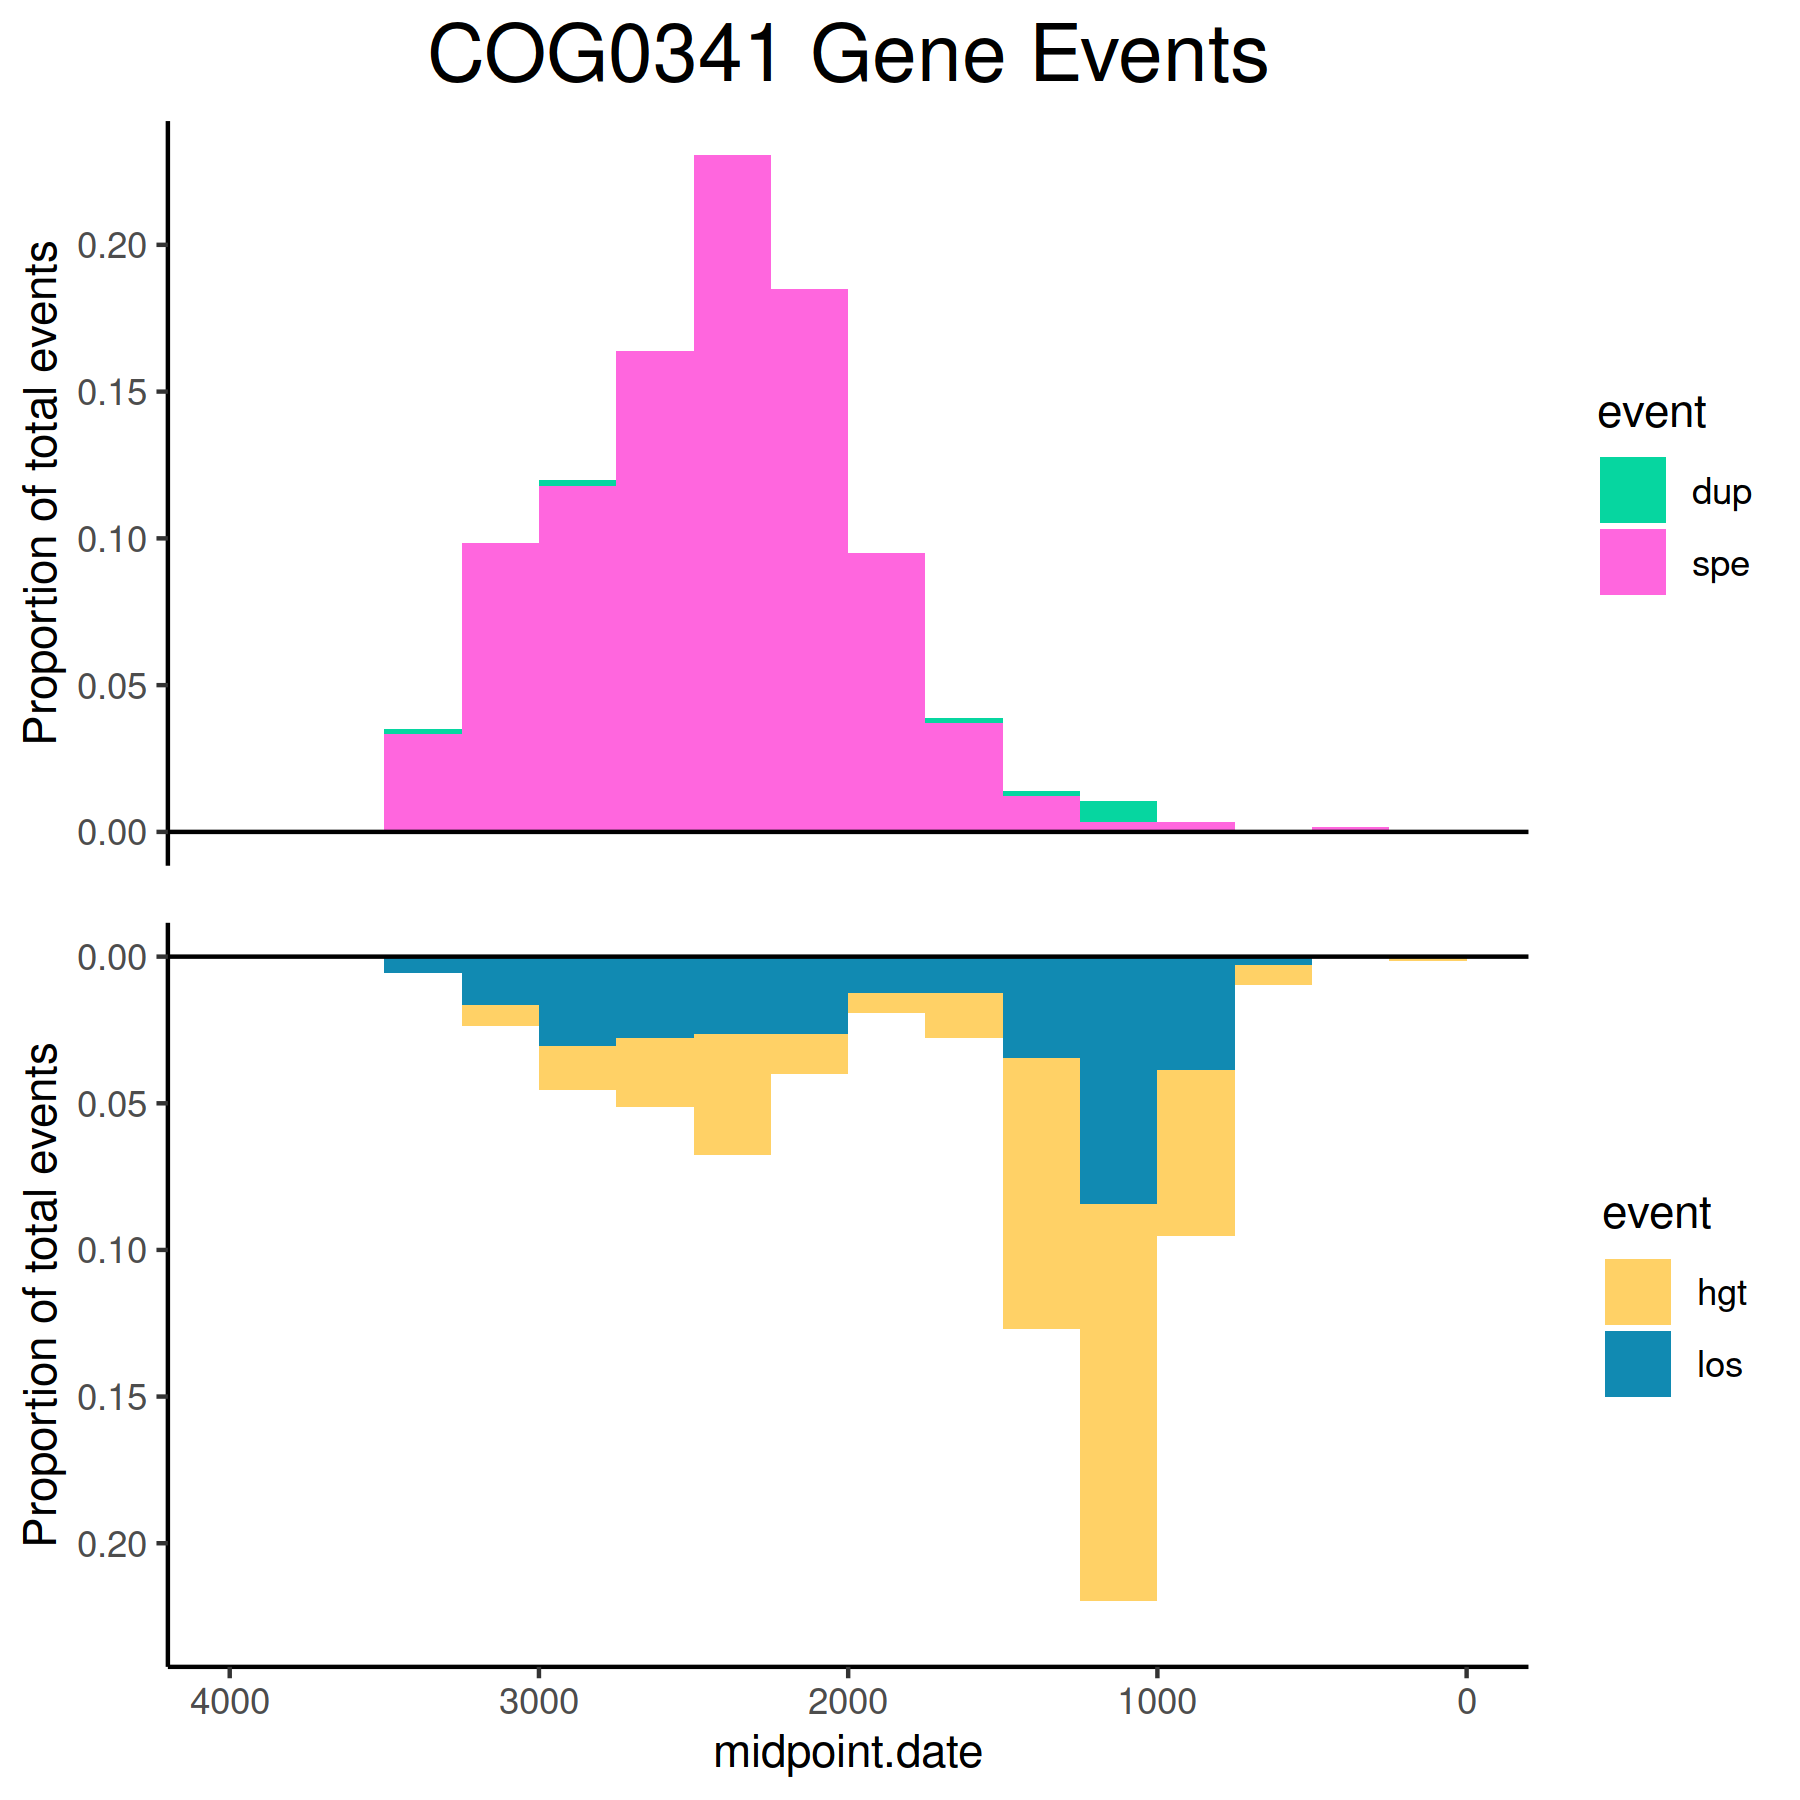 COG0341 Gene Events
Proportion of total events
0.20
0.15
0.10
0.05
0.00
event
dup
spe
Proportion of total events
0.00
0.05
0.10
0.15
0.20
event
hgt
los
4000 3000 2000 1000 0
midpoint.date